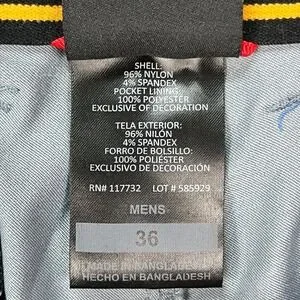 SHELL:
96% NYLON
4% SPANDEX
POCKET LINING:
100% POLYESTER
EXCLUSIVE OF DECORATION
TELA EXTERIOR:
96% NILÓN
4% SPANDEX
FORRO DE BOLSILLO:
100% POLIÉSTER
EXCLUSIVO DE DECORACIÓN
RN# 117732 LOT # 585929
MENS
36
MADE IN BANGLADESH
HECHO EN BANGLADESH